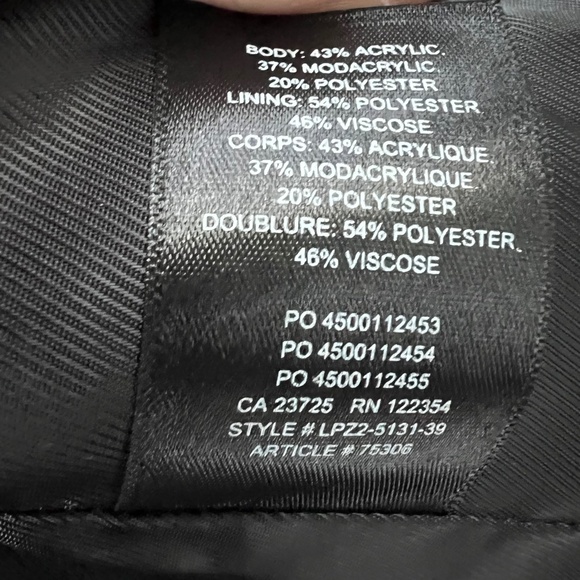 BODY: 43% ACRYLIC.
37% MODACRYLIC.
20% POLYESTER
LINING: 54% POLYESTER
46% VISCOSE
CORPS: 43% ACRYLIQUE.
37% MODACRYLIQUE.
20% POLYESTER
DOUBLURE: 54% POLYESTER.
46% VISCOSE
PO 4500112453
PO 4500112454
PO 4500112455
CA 23725 RN 122354
STYLE # LPZ2-5131-39
ARTICLE # 75306